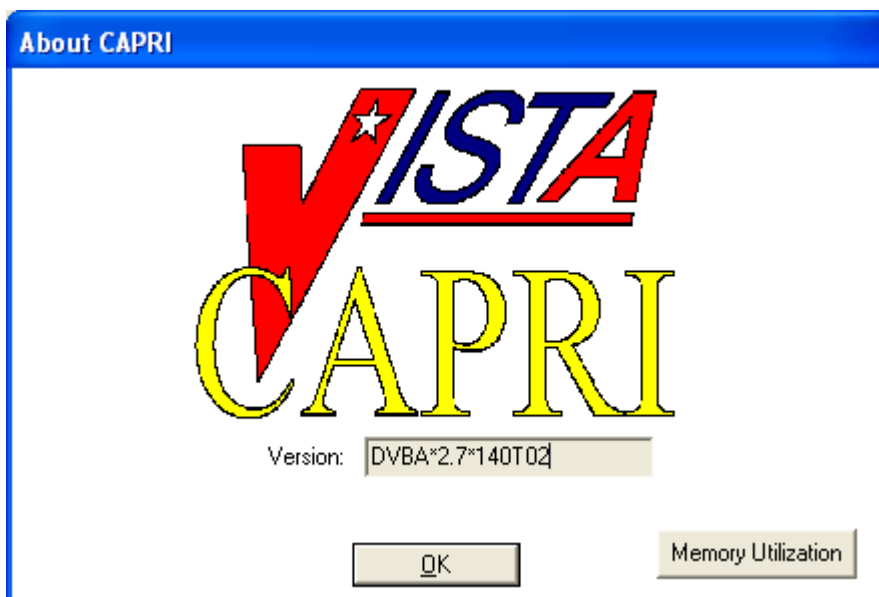 About CAPRI
VISTA
CAPRI
Version: DVBA*2.7*140T02
OK
Memory Utilization